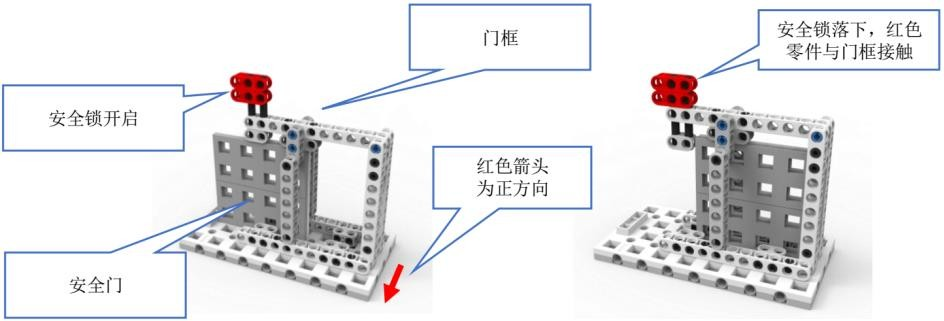 安全锁开启
门框
安全锁落下，红色
零件与门框接触
红色箭头
为正方向
安全门